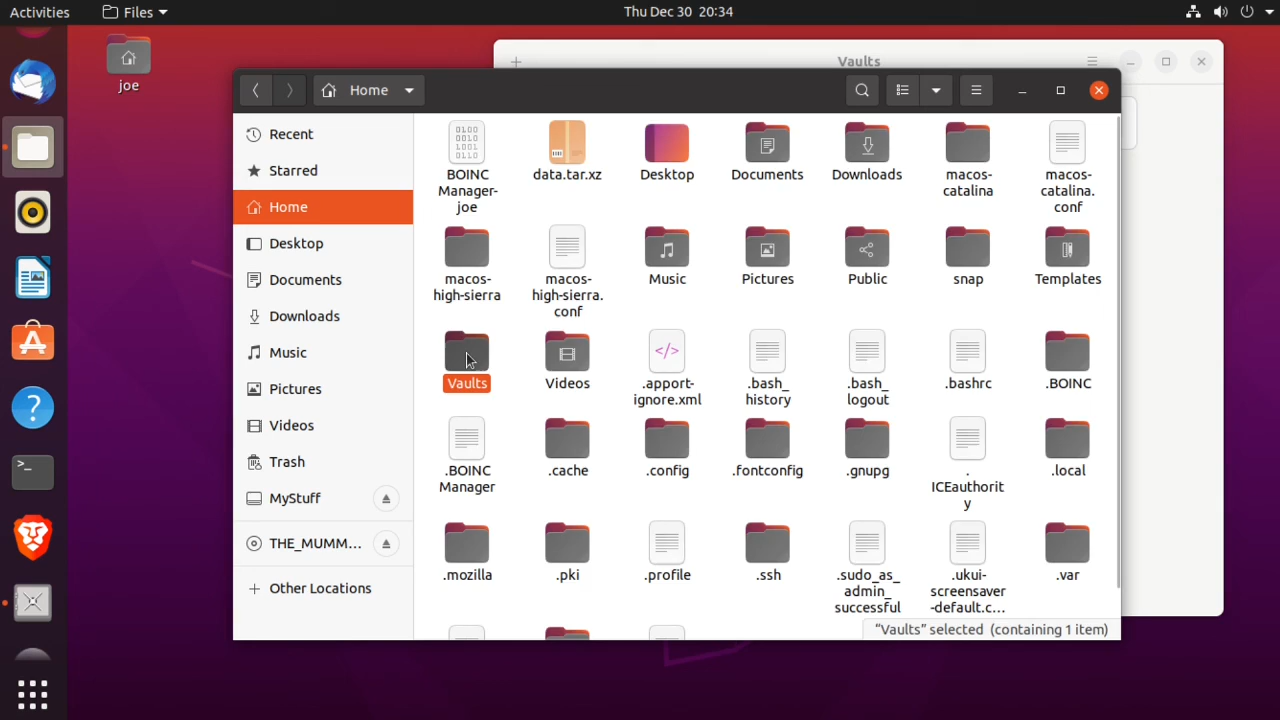 Activities
Files
Thu Dec 30 20:34
joe
Vaults
Home
Recent
Starred
Home
Desktop
Documents
Downloads
Music
Pictures
Videos
Trash
MyStuff
THE_MUMM...
Other Locations
BOINC
Manager-
joe
data.tar.xz
Desktop
Documents
Downloads
macos-
catalina
macos-
catalina.
conf
macos-
high-sierra
macos-
high-sierra.
conf
Music
Pictures
Public
snap
Templates
Vaults
Videos
.apport-
ignore.xml
.bash_
history
.bash_
logout
.bashrc
.BOINC
.BOINC
Manager
.cache
.config
.fontconfig
.gnupg
.
ICEauthorit
y
.local
.mozilla
.pki
.profile
.ssh
.sudo_as_
admin_
successful
.ukui-
screensaver
-default.c...
.var
"Vaults" selected (containing 1 item)